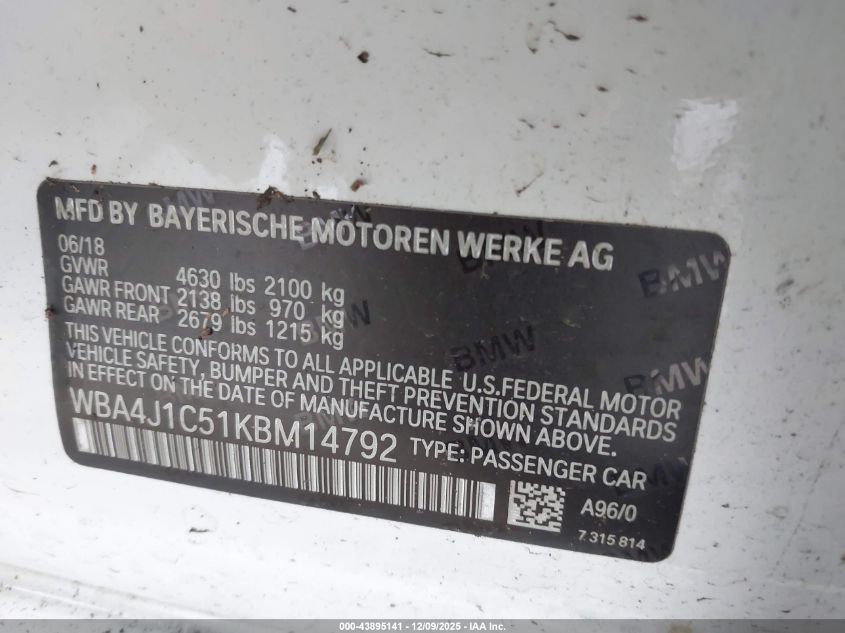 MFD BY BAYERISCHE MOTOREN WERKE AG
06/18
GVWR 4630 lbs 2100 kg
GAWR FRONT 2138 lbs 970 kg
GAWR REAR 2679 lbs 1215 kg
THIS VEHICLE CONFORMS TO ALL APPLICABLE U.S.FEDERAL MOTOR
VEHICLE SAFETY, BUMPER AND THEFT PREVENTION STANDARDS
IN EFFECT ON THE DATE OF MANUFACTURE SHOWN ABOVE.
WBA4J1C51KBM14792 TYPE: PASSENGER CAR
A96/0
7 315 814
BMW
BMW
BMW
BMW
000-43895141 - 12/09/2025 - IAA Inc.